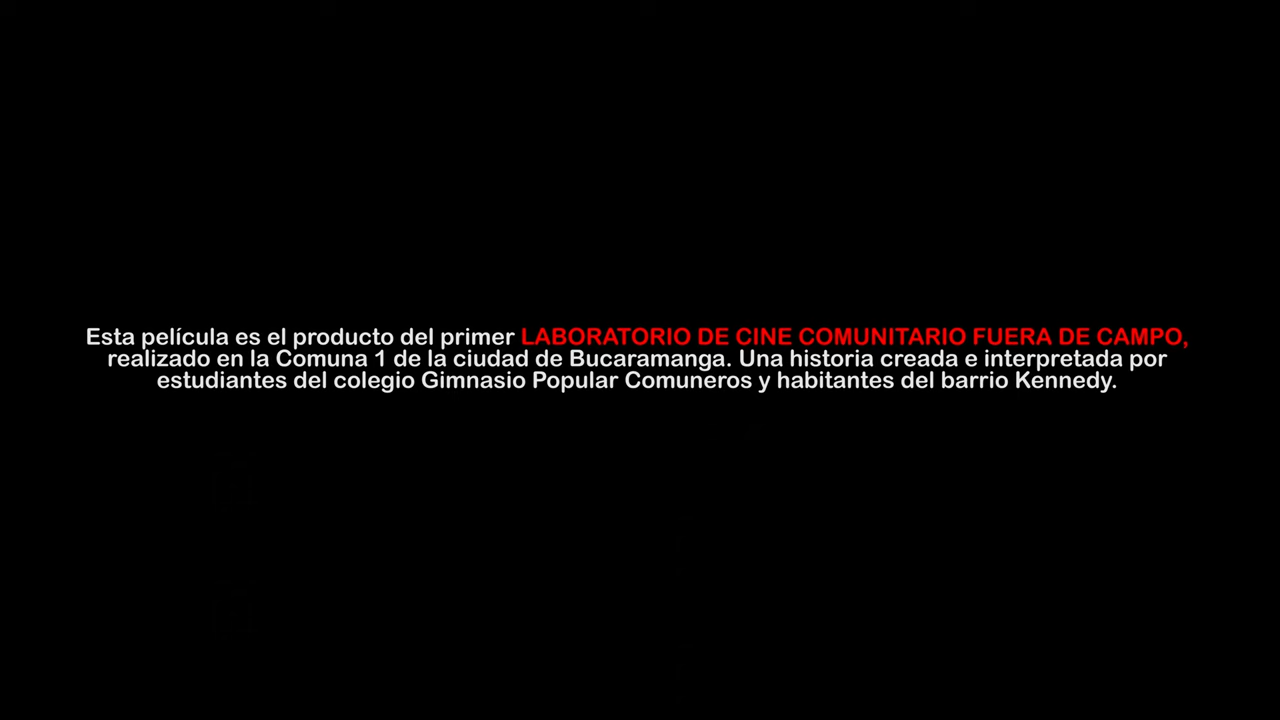 Esta película es el producto del primer LABORATORIO DE CINE COMUNITARIO FUERA DE CAMPO,
realizado en la Comuna 1 de la ciudad de Bucaramanga. Una historia creada e interpretada por
estudiantes del colegio Gimnasio Popular Comuneros y habitantes del barrio Kennedy.